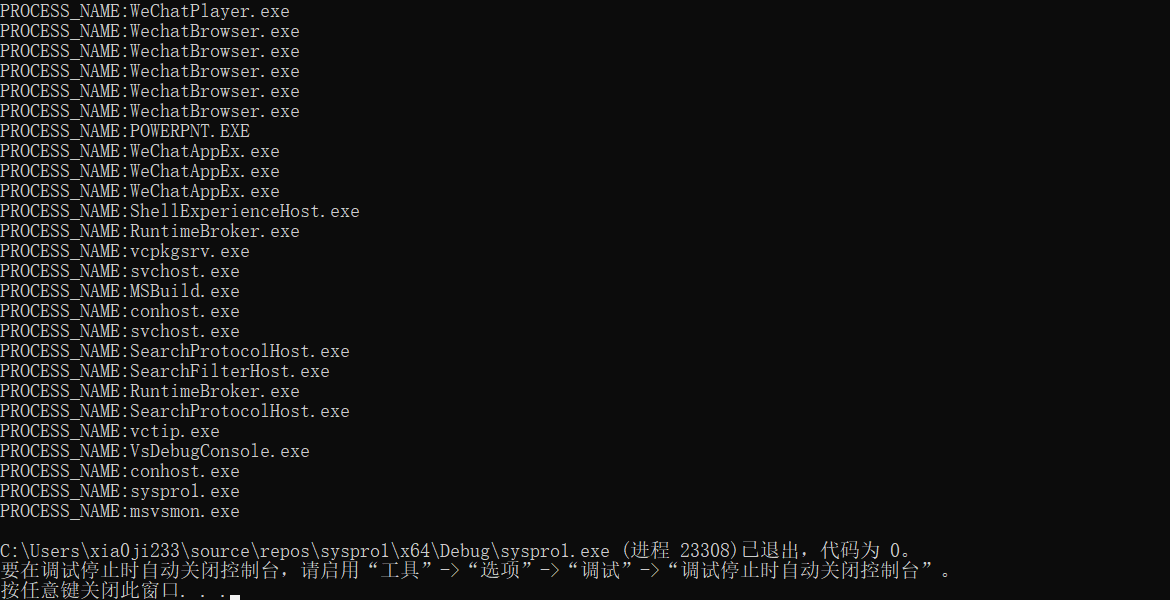 PROCESS_NAME:WeChatPlayer.exe
PROCESS_NAME:WechatBrowser.exe
PROCESS_NAME:WechatBrowser.exe
PROCESS_NAME:WechatBrowser.exe
PROCESS_NAME:WechatBrowser.exe
PROCESS_NAME:WechatBrowser.exe
PROCESS_NAME:POWERPNT.EXE
PROCESS_NAME:WeChatAppEx.exe
PROCESS_NAME:WeChatAppEx.exe
PROCESS_NAME:WeChatAppEx.exe
PROCESS_NAME:ShellExperienceHost.exe
PROCESS_NAME:RuntimeBroker.exe
PROCESS_NAME:vcpkgsrv.exe
PROCESS_NAME:svchost.exe
PROCESS_NAME:MSBuild.exe
PROCESS_NAME:conhost.exe
PROCESS_NAME:svchost.exe
PROCESS_NAME:SearchProtocolHost.exe
PROCESS_NAME:SearchFilterHost.exe
PROCESS_NAME:RuntimeBroker.exe
PROCESS_NAME:SearchProtocolHost.exe
PROCESS_NAME:vctip.exe
PROCESS_NAME:VsDebugConsole.exe
PROCESS_NAME:conhost.exe
PROCESS_NAME:syspro1.exe
PROCESS_NAME:msvsmon.exe
C:\Users\xia0ji233\source\repos\syspro1\x64\Debug\syspro1.exe (进程 23308)已退出，代码为 0。
要在调试停止时自动关闭控制台，请启用“工具”->“选项”->“调试”->“调试停止时自动关闭控制台”。
按任意键关闭此窗口. . .